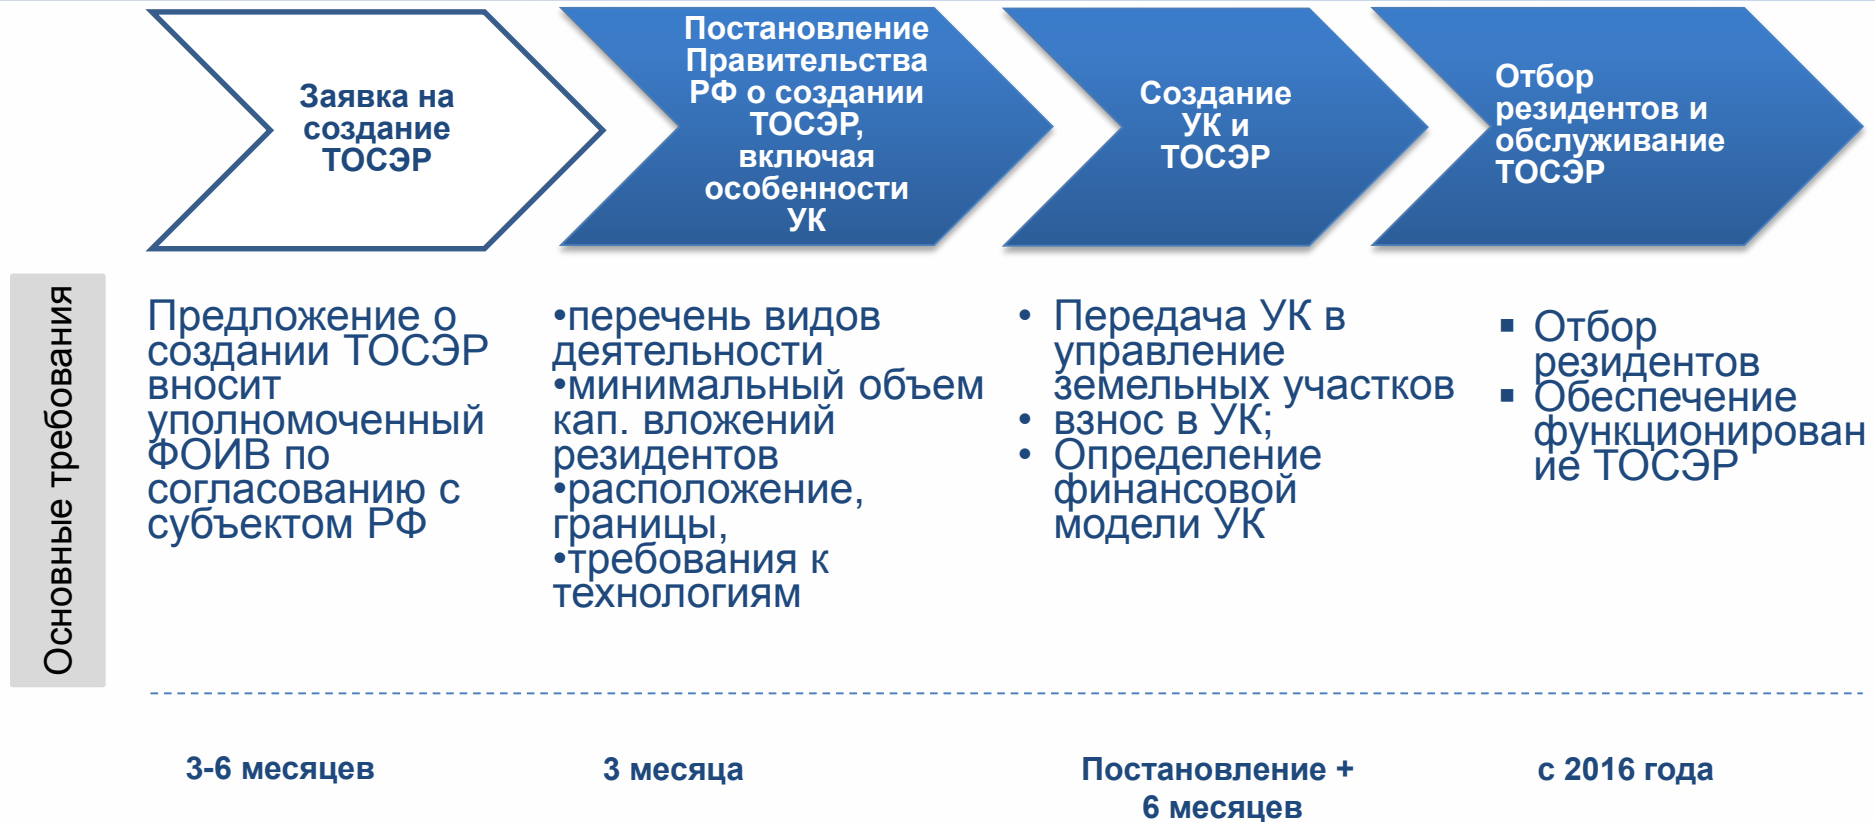 Заявка на
создание
ТОСЭР
Постановление
Правительства
РФ о создании
ТОСЭР,
включая
особенности
УК
Создание
УК и
ТОСЭР
Отбор
резидентов и
обслуживание
ТОСЭР
Основные требования
Предложение о
создании ТОСЭР
вносит
уполномоченный
ФОИВ по
согласованию с
субъектом РФ
•перечень видов
деятельности
•минимальный объем
кап. вложений
резидентов
•расположение,
границы,
•требования к
технологиям
• Передача УК в
управление
земельных участков
• взнос в УК;
• Определение
финансовой
модели УК
▪ Отбор
резидентов
▪ Обеспечение
функционирован
ие ТОСЭР
3-6 месяцев
3 месяца
Постановление +
6 месяцев
с 2016 года